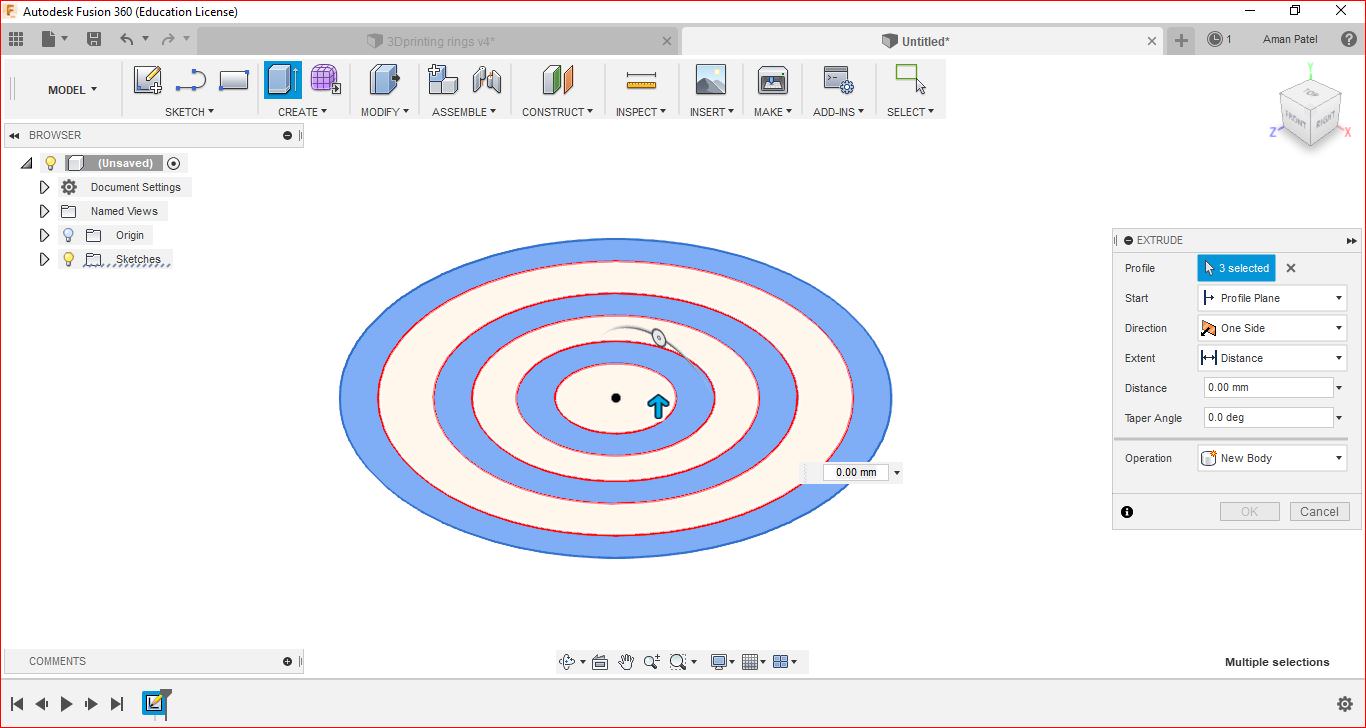 Autodesk Fusion 360 (Education License)
3Dprinting rings v4*
Untitled*
1
Aman Patel
MODEL
SKETCH
CREATE
MODIFY
ASSEMBLE
CONSTRUCT
INSPECT
INSERT
MAKE
ADD-INS
SELECT
BROWSER
(Unsaved)
Document Settings
Named Views
Origin
Sketches
Y
TOP
FRONT
RIGHT
Z
X
EXTRUDE
Profile
3 selected
Start
Profile Plane
Direction
One Side
Extent
Distance
Distance
0.00 mm
Taper Angle
0.0 deg
Operation
New Body
OK
Cancel
0.00 mm
COMMENTS
Multiple selections